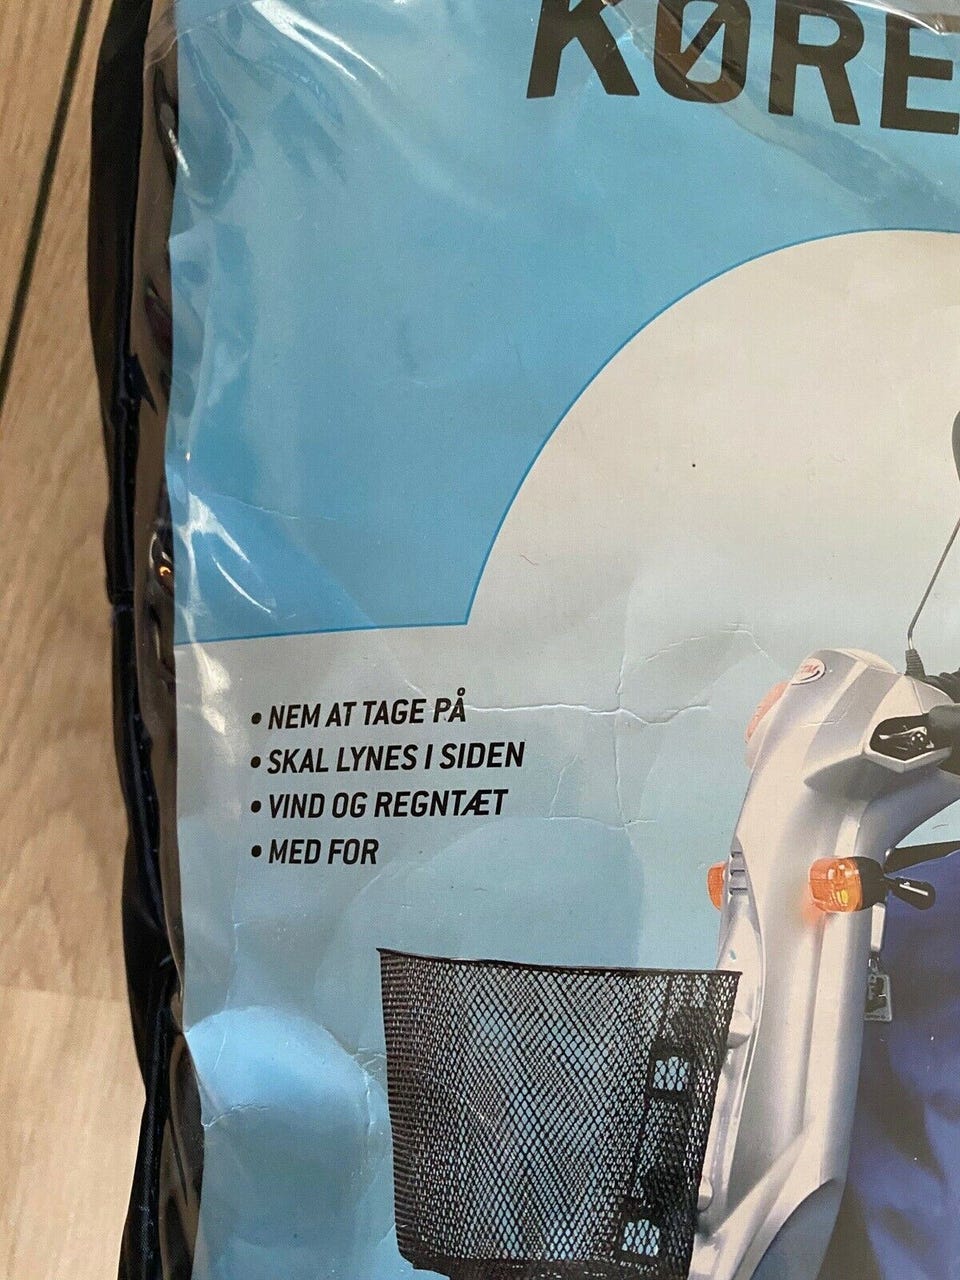 KØRE
• NEM AT TAGE PÅ
• SKAL LYNES I SIDEN
• VIND OG REGNTÆT
• MED FOR